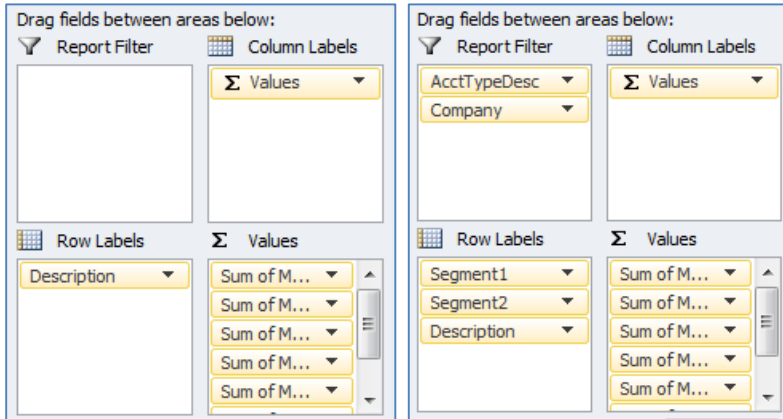 Drag fields between areas below:
Report Filter
Column Labels
Σ Values
Row Labels
Σ Values
Description
Sum of M...
Sum of M...
Sum of M...
Sum of M...
Sum of M...
Drag fields between areas below:
Report Filter
Column Labels
AcctTypeDesc
Company
Σ Values
Row Labels
Σ Values
Segment1
Segment2
Description
Sum of M...
Sum of M...
Sum of M...
Sum of M...
Sum of M...